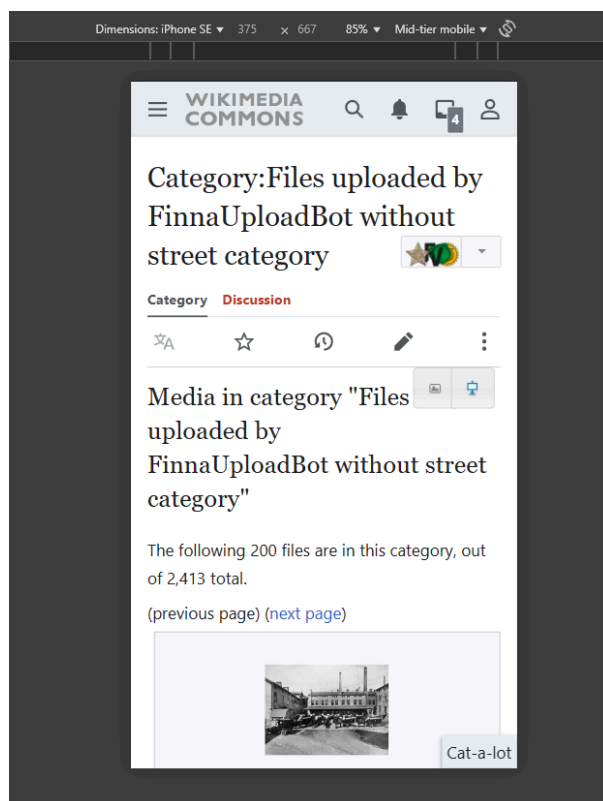 Dimensions: iPhone SE ▼ 375 × 667 85% ▼ Mid-tier mobile ▼
WIKIMEDIA
COMMONS
4
Category:Files uploaded by
FinnaUploadBot without
street category
Category Discussion
Media in category "Files
uploaded by
FinnaUploadBot without street
category"
The following 200 files are in this category, out
of 2,413 total.
(previous page) (next page)
Cat-a-lot